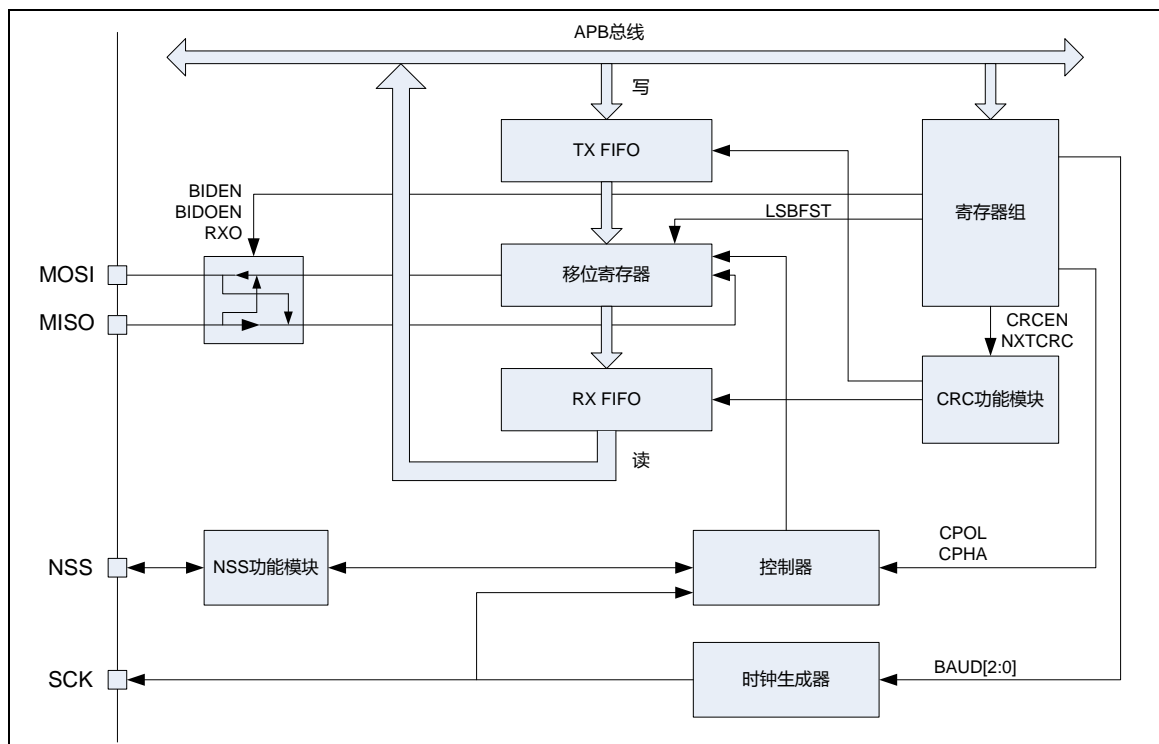 APB总线
写
TX FIFO
BIDEN
BIDOEN
RXO
LSBFST
寄存器组
MOSI
移位寄存器
MISO
CRCEN
NXTCRC
RX FIFO
CRC功能模块
读
NSS
NSS功能模块
控制器
CPOL
CPHA
SCK
时钟生成器
BAUD[2:0]